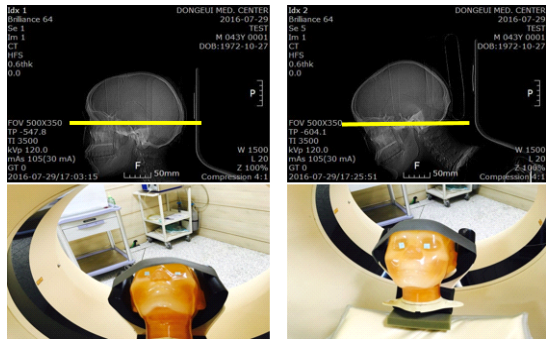 Idx 1
Brilliance 64
Se 1
Im 1
CT
HFS
0.6thk
0.0
DONGEUI MED. CENTER
2016-07-29
TEST
M 043Y 0001
DOB:1972-10-27
P
FOV 500X350
TP -547.8
TI 3500
kVp 120.0
mAs 105(30 mA)
GT 0
2016-07-29/17:03:15
F
50mm
W 1500
L 20
Z 100%
Compression 4:1
Idx 2
Brilliance 64
Se 5
Im 1
CT
HFS
0.6thk
0.0
DONGEUI MED. CENTER
2016-07-29
TEST
M 043Y 0001
DOB:1972-10-27
P
FOV 500X350
TP -604.1
TI 3500
kVp 120.0
mAs 105(30 mA)
GT 0
2016-07-29/17:25:51
F
50mm
W 1500
L 20
Z 100%
Compression 4:1